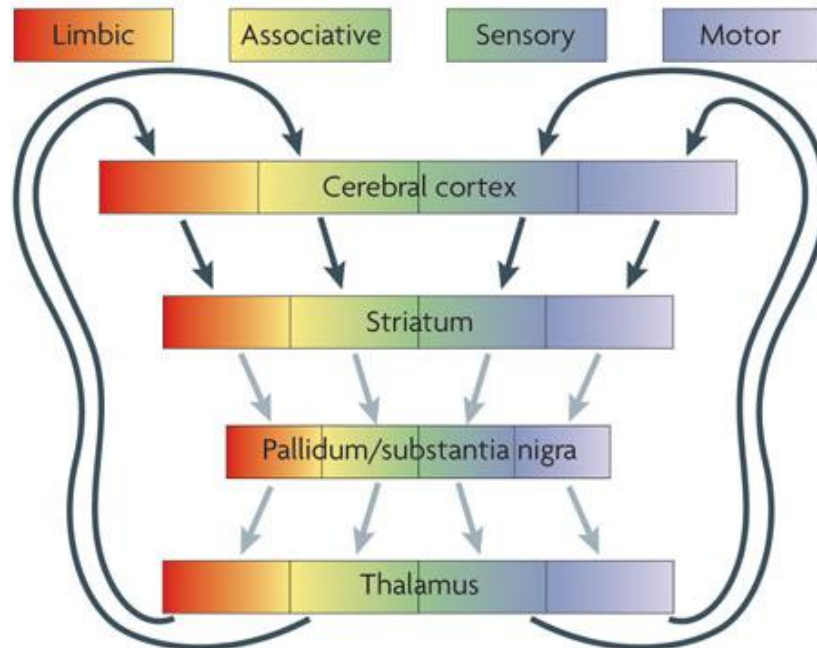 Limbic
Associative
Sensory
Motor
Cerebral cortex
Striatum
Pallidum/substantia nigra
Thalamus